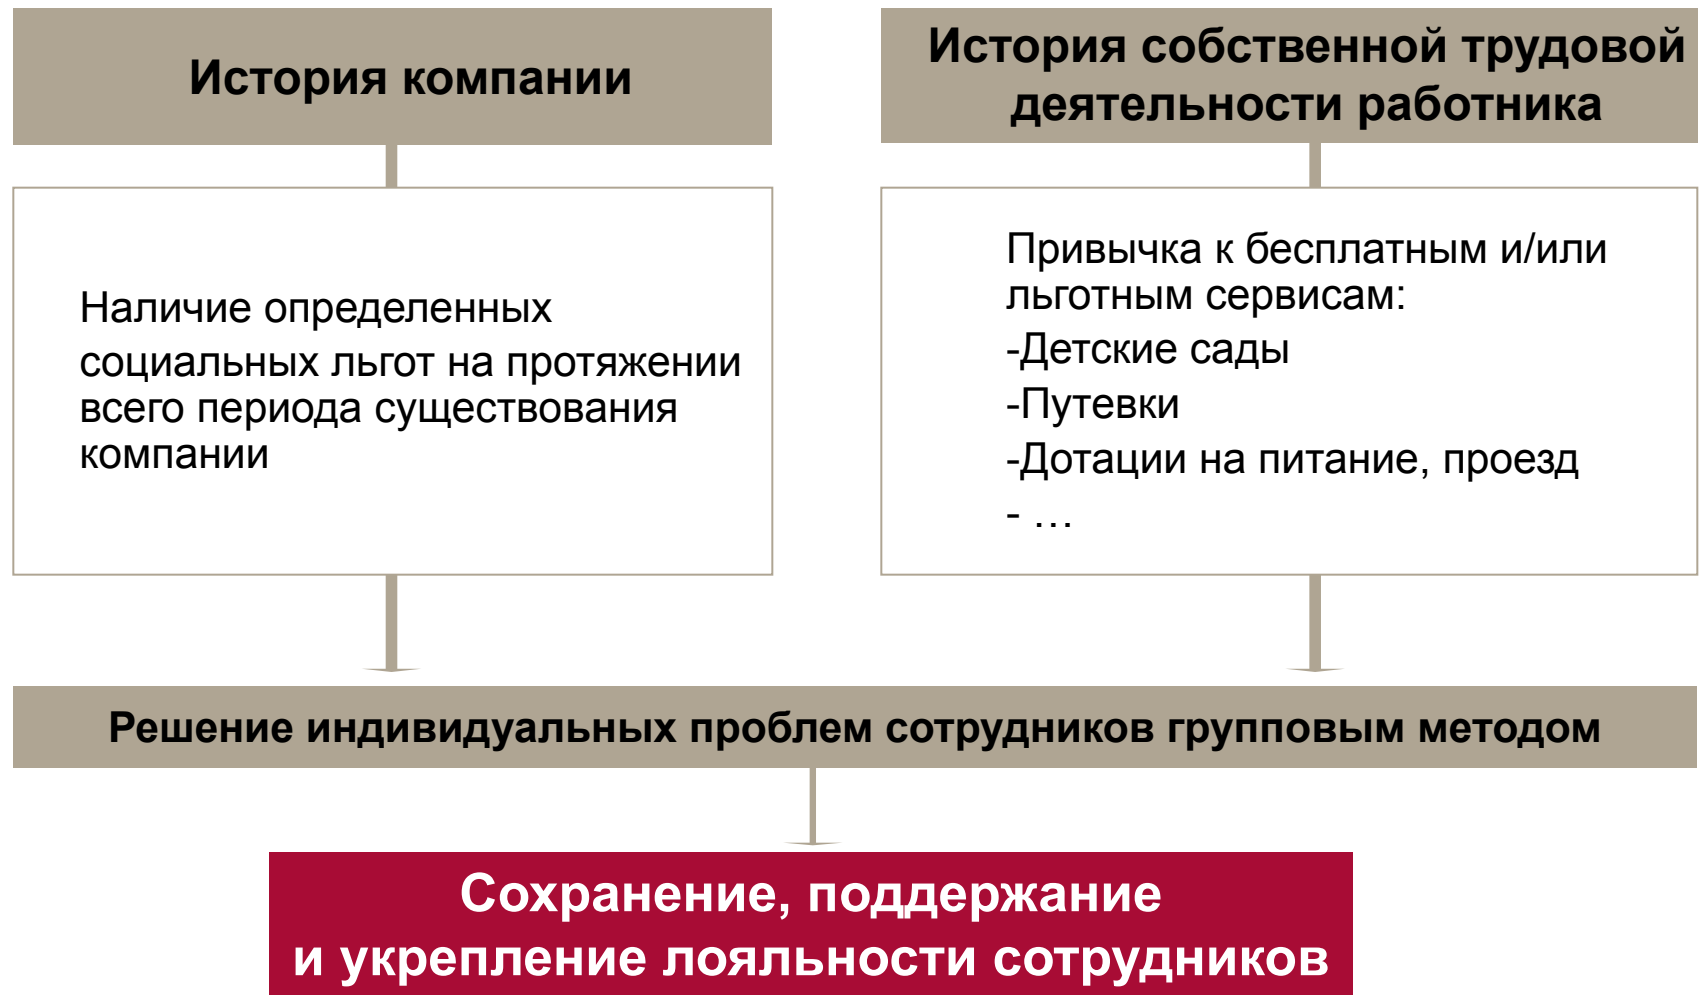 История компании
История собственной трудовой
деятельности работника
Наличие определенных
социальных льгот на протяжении
всего периода существования
компании
Привычка к бесплатным и/или
льготным сервисам:
-Детские сады
-Путевки
-Дотации на питание, проезд
- …
Решение индивидуальных проблем сотрудников групповым методом
Сохранение, поддержание
и укрепление лояльности сотрудников